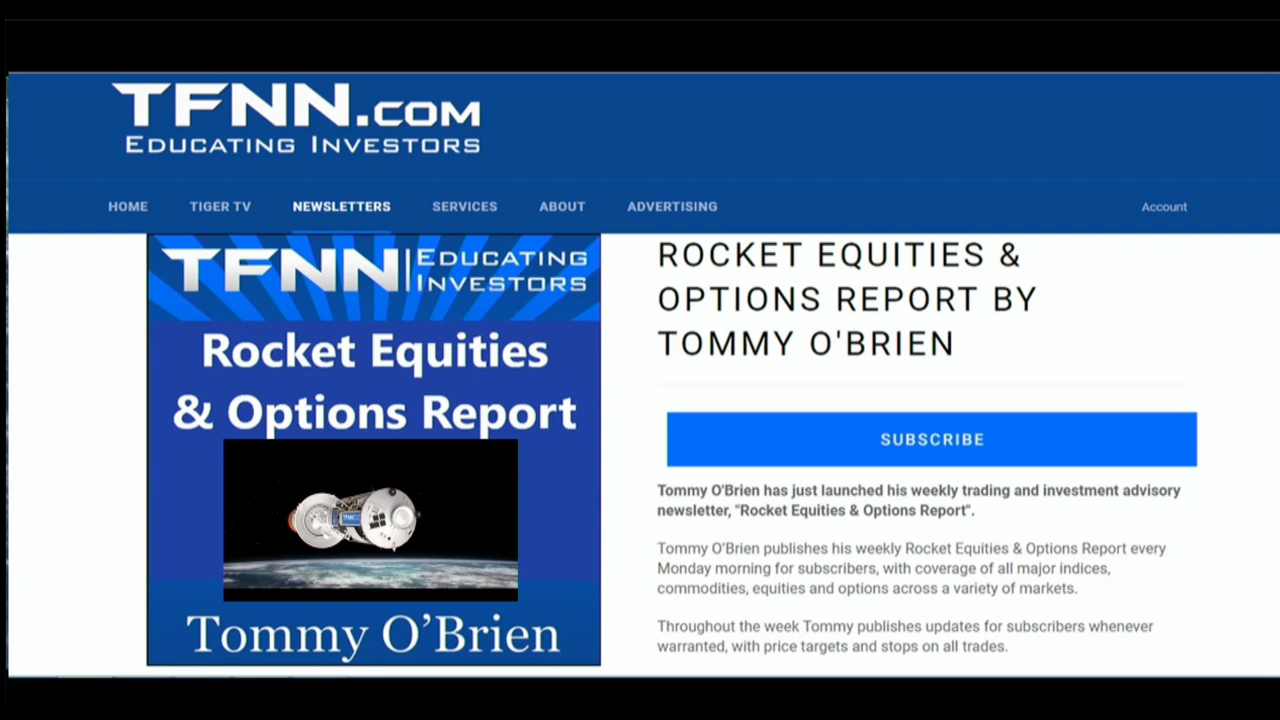 TFNN.COM
EDUCATING INVESTORS
HOME TIGER TV NEWSLETTERS SERVICES ABOUT ADVERTISING Account
TFNN EDUCATING
INVESTORS
Rocket Equities
& Options Report
Tommy O’Brien
ROCKET EQUITIES &
OPTIONS REPORT BY
TOMMY O'BRIEN
SUBSCRIBE
Tommy O'Brien has just launched his weekly trading and investment advisory
newsletter, "Rocket Equities & Options Report".
Tommy O’Brien publishes his weekly Rocket Equities & Options Report every
Monday morning for subscribers, with coverage of all major indices,
commodities, equities and options across a variety of markets.
Throughout the week Tommy publishes updates for subscribers whenever
warranted, with price targets and stops on all trades.